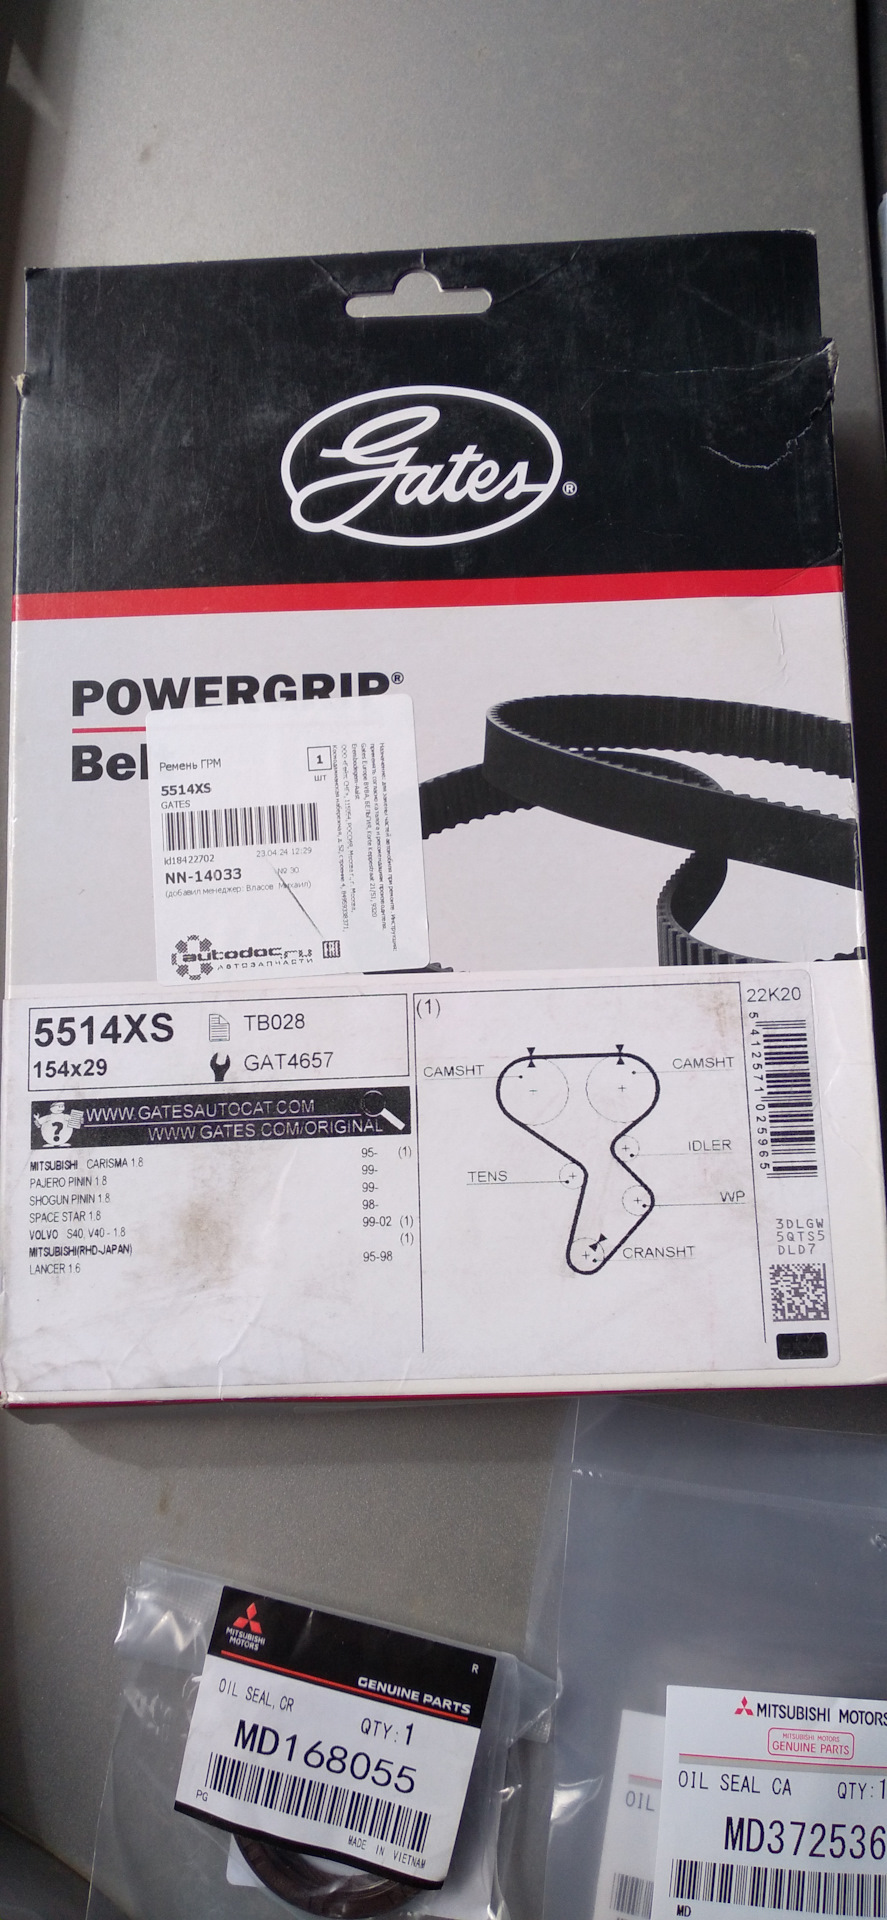 Gates®
POWERGRIP®
Bel
Ремень ГРМ
1
шт
5514XS
GATES
kl18422702
23.04.24 12:29
NN-14033
№ 30
(добавил менеджер: Власов Михаил)
autodoc.ru
АВТОЗАПЧАСТИ
EAC
5514XS
154x29
TB028
GAT4657
WWW.GATESAUTOCAT.COM
WWW.GATES.COM/ORIGINAL
MITSUBISHI CARISMA 1.8 95- (1)
PAJERO PININ 1.8 99-
SHOGUN PININ 1.8 99-
SPACE STAR 1.8 98-
VOLVO S40, V40 - 1.8 99-02 (1)
(1)
MITSUBISHI(RHD-JAPAN)
LANCER 1.6 95-98
(1)
CAMSHT
CAMSHT
IDLER
TENS
WP
CRANSHT
22K20
5412571025965
3DLGW
5QTS5
DLD7
MITSUBISHI
MOTORS
R
GENUINE PARTS
OIL SEAL, CR
QTY:1
MD168055
PG
MADE IN VIETNAM
OIL
MITSUBISHI MOTORS
MITSUBISHI MOTORS
GENUINE PARTS
OIL SEAL CA QTY:1
MD372536
MD